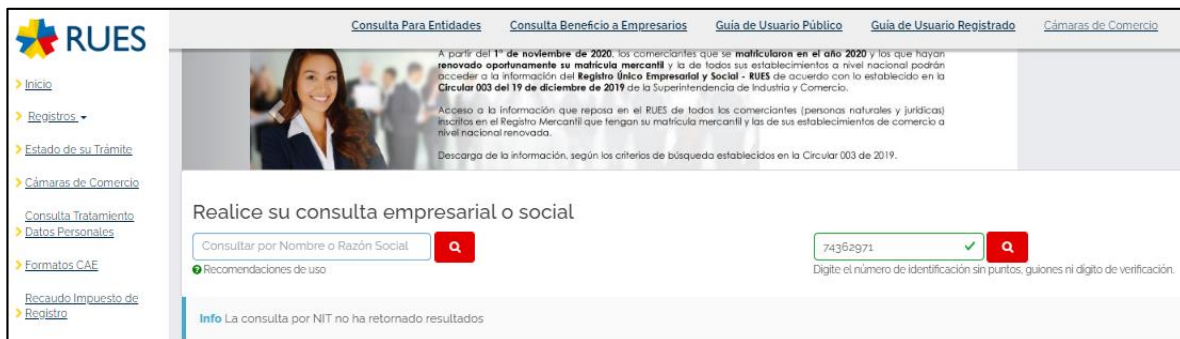 RUES
Consulta Para Entidades Consulta Beneficio a Empresarios Guía de Usuario Público Guía de Usuario Registrado Cámaras de Comercio
Inicio
Registros
Estado de su Trámite
Cámaras de Comercio
Consulta Tratamiento
Datos Personales
Formatos CAE
Recaudo Impuesto de
Registro
A partir del 1° de noviembre de 2020, los comerciantes que se matricularon en el año 2020 y los que hayan
renovado oportunamente su matrícula mercantil y la de todos sus establecimientos a nivel nacional podrán
acceder a la información del Registro Único Empresarial y Social - RUES de acuerdo con lo establecido en la
Circular 003 del 19 de diciembre de 2019 de la Superintendencia de Industria y Comercio.
Acceso a la información que reposa en el RUES de todos los comerciantes (personas naturales y jurídicas)
inscritos en el Registro Mercantil que tengan su matrícula mercantil y las de sus establecimientos de comercio a
nivel nacional renovada.
Descarga de la información, según los criterios de búsqueda establecidos en la Circular 003 de 2019.
Realice su consulta empresarial o social
Consultar por Nombre o Razón Social
74362971
Recomendaciones de uso
Digite el número de identificación sin puntos, guiones ni dígito de verificación.
Info La consulta por NIT no ha retornado resultados